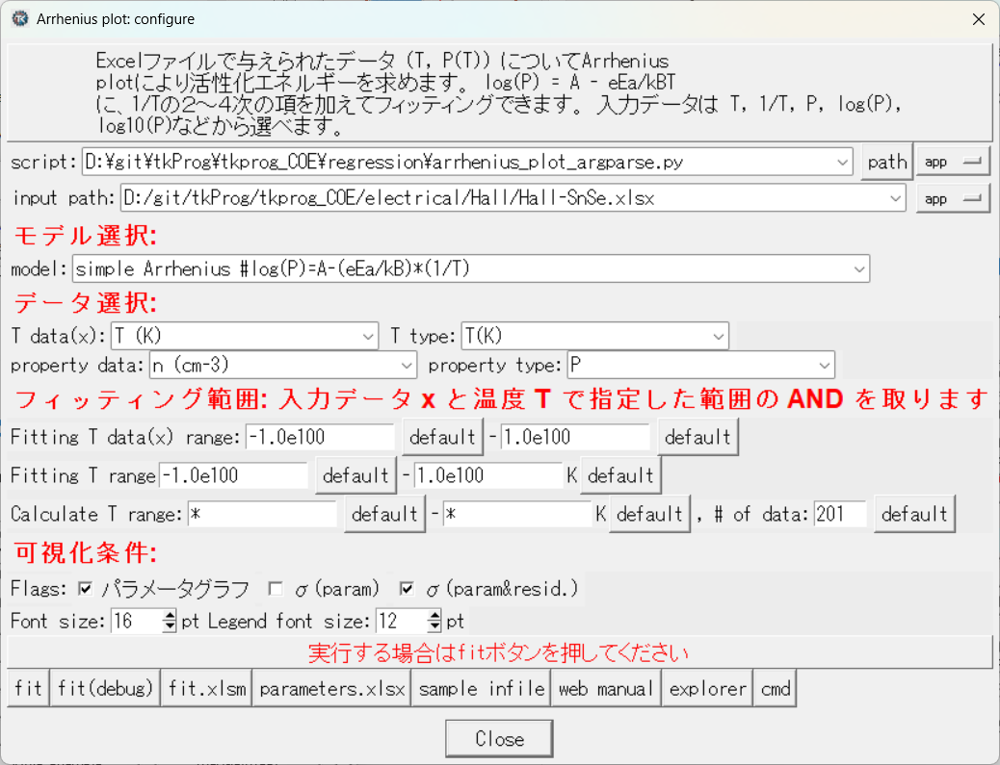 Arrhenius plot: configure
Excelファイルで与えられたデータ (T, P(T)) についてArrhenius
plotにより活性化エネルギーを求めます。 log(P) = A - eEa/kBT
に、1/Tの2～4次の項を加えてフィッティングできます。 入力データは T, 1/T, P, log(P),
log10(P)などから選べます。
script: D:¥git¥tkProg¥tkprog_COE¥regression¥arrhenius_plot_argparse.py path app
input path: D:/git/tkProg/tkprog_COE/electrical/Hall/Hall-SnSe.xlsx app
モデル選択:
model: simple Arrhenius #log(P)=A-(eEa/kB)*(1/T)
データ選択:
T data(x): T (K) T type: T(K)
property data: n (cm-3) property type: P
フィッティング範囲: 入力データ x と温度 T で指定した範囲の AND を取ります
Fitting T data(x) range: -1.0e100 default - 1.0e100 default
Fitting T range -1.0e100 default - 1.0e100 K default
Calculate T range: * default - * K default , # of data: 201 default
可視化条件:
Flags: パラメータグラフ σ(param) σ(param&resid.)
Font size: 16 pt Legend font size: 12 pt
実行する場合はfitボタンを押してください
fit fit(debug) fit.xlsm parameters.xlsx sample infile web manual explorer cmd
Close